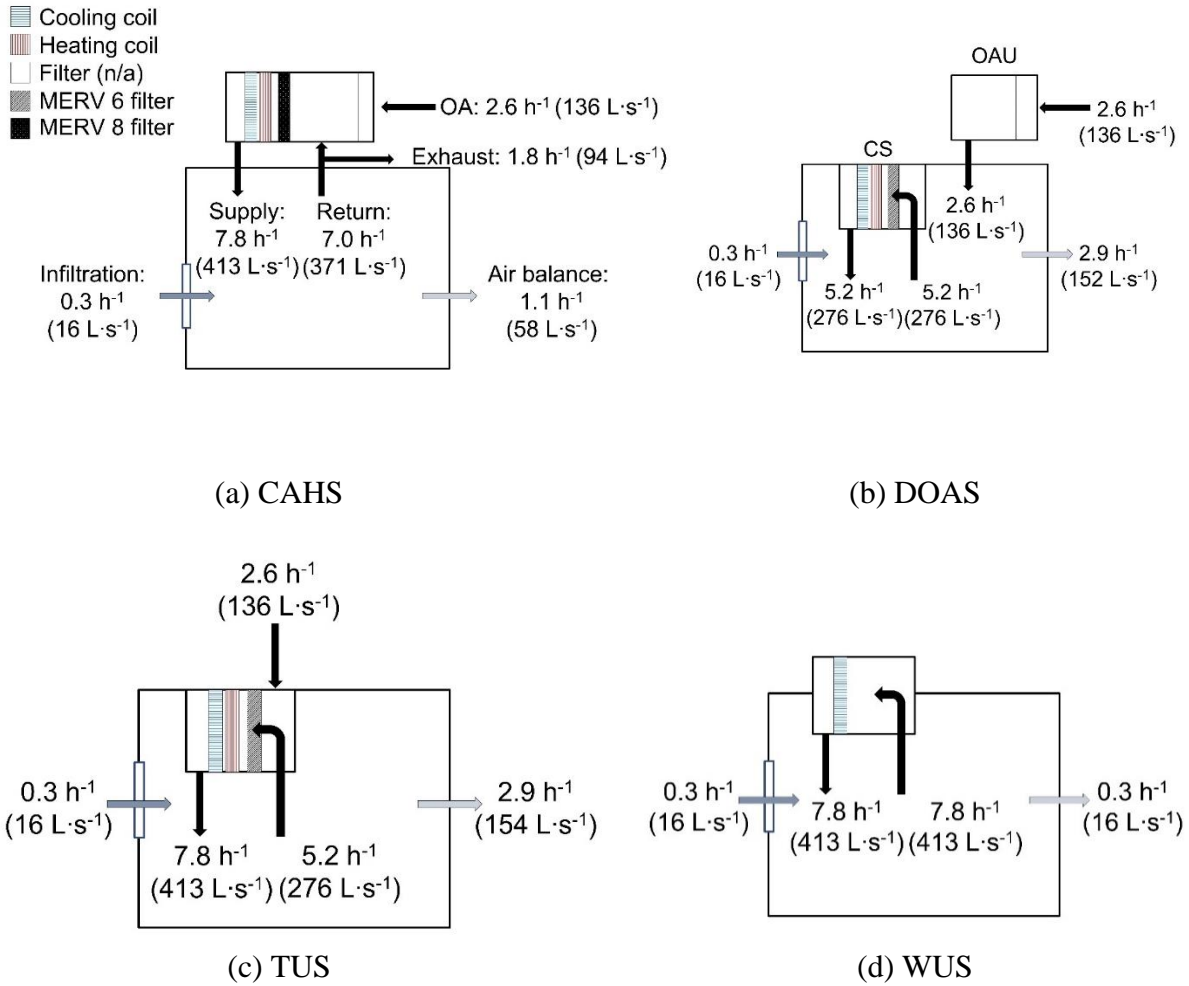 Cooling coil
Heating coil
Filter (n/a)
MERV 6 filter
MERV 8 filter
OA: 2.6 h⁻¹ (136 L·s⁻¹)
Exhaust: 1.8 h⁻¹ (94 L·s⁻¹)
Supply:
7.8 h⁻¹
(413 L·s⁻¹)
Return:
7.0 h⁻¹
(371 L·s⁻¹)
Infiltration:
0.3 h⁻¹
(16 L·s⁻¹)
Air balance:
1.1 h⁻¹
(58 L·s⁻¹)
(a) CAHS
OAU
2.6 h⁻¹
(136 L·s⁻¹)
CS
2.6 h⁻¹
(136 L·s⁻¹)
0.3 h⁻¹
(16 L·s⁻¹)
5.2 h⁻¹
(276 L·s⁻¹)
5.2 h⁻¹
(276 L·s⁻¹)
2.9 h⁻¹
(152 L·s⁻¹)
(b) DOAS
2.6 h⁻¹
(136 L·s⁻¹)
0.3 h⁻¹
(16 L·s⁻¹)
7.8 h⁻¹
(413 L·s⁻¹)
5.2 h⁻¹
(276 L·s⁻¹)
2.9 h⁻¹
(154 L·s⁻¹)
(c) TUS
0.3 h⁻¹
(16 L·s⁻¹)
7.8 h⁻¹
(413 L·s⁻¹)
7.8 h⁻¹
(413 L·s⁻¹)
0.3 h⁻¹
(16 L·s⁻¹)
(d) WUS